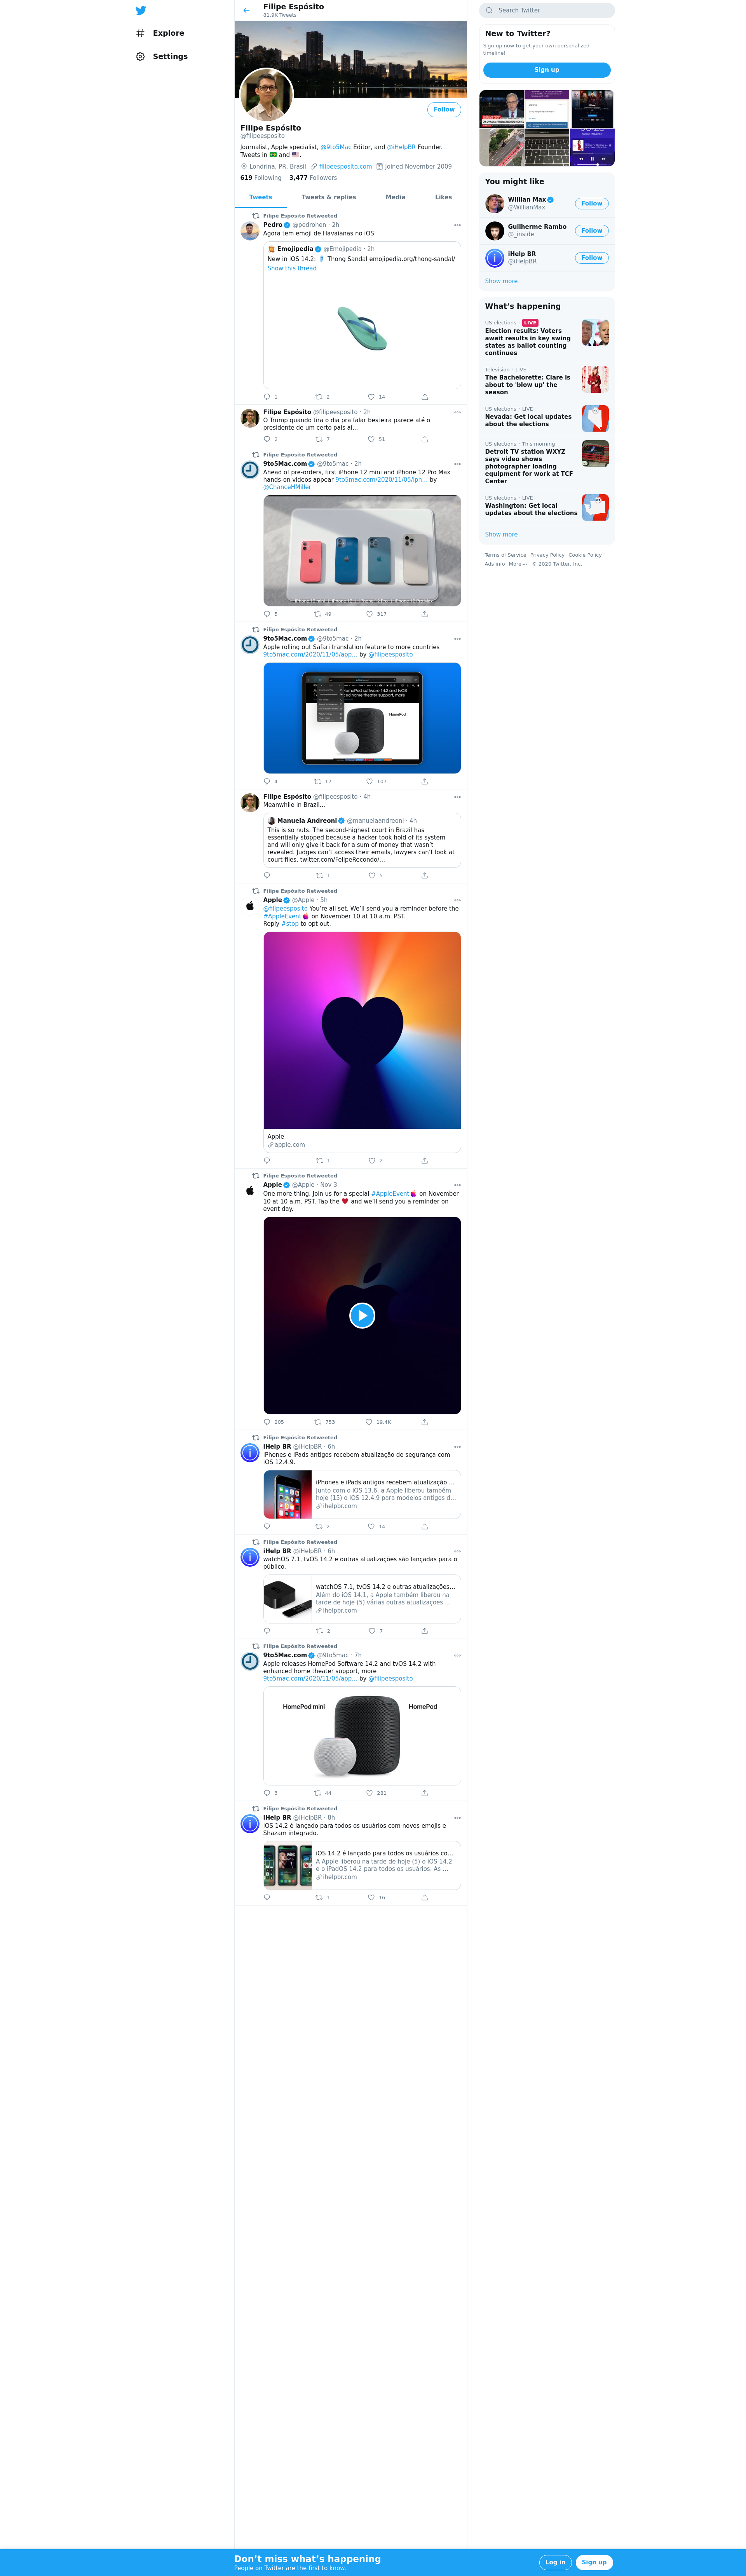 Explore
Settings
Filipe Espósito
81.9K Tweets
Follow
Filipe Espósito
@filipeesposito
Journalist, Apple specialist, @9to5Mac Editor, and @iHelpBR Founder.
Tweets in 🇧🇷 and 🇺🇸.
Londrina, PR, Brasil filipeesposito.com Joined November 2009
619 Following 3,477 Followers
Tweets Tweets & replies Media Likes
Filipe Espósito Retweeted
Pedro @pedrohen · 2h
Agora tem emoji de Havaianas no iOS
Emojipedia @Emojipedia · 2h
New in iOS 14.2: 🩴 Thong Sandal emojipedia.org/thong-sandal/
Show this thread
1 2 14
Filipe Espósito @filipeesposito · 2h
O Trump quando tira o dia pra falar besteira parece até o
presidente de um certo país aí...
2 7 51
Filipe Espósito Retweeted
9to5Mac.com @9to5mac · 2h
Ahead of pre-orders, first iPhone 12 mini and iPhone 12 Pro Max
hands-on videos appear 9to5mac.com/2020/11/05/iph... by
@ChanceHMiller
5 49 317
Filipe Espósito Retweeted
9to5Mac.com @9to5mac · 2h
Apple rolling out Safari translation feature to more countries
9to5mac.com/2020/11/05/app... by @filipeesposito
HomePod
4 12 107
Filipe Espósito @filipeesposito · 4h
Meanwhile in Brazil...
Manuela Andreoni @manuelaandreoni · 4h
This is so nuts. The second-highest court in Brazil has
essentially stopped because a hacker took hold of its system
and will only give it back for a sum of money that wasn't
revealed. Judges can't access their emails, lawyers can't look at
court files. twitter.com/FelipeRecondo/...
1 5
Filipe Espósito Retweeted
Apple @Apple · 5h
@filipeesposito You're all set. We'll send you a reminder before the
#AppleEvent on November 10 at 10 a.m. PST.
Reply #stop to opt out.
Apple
apple.com
1 2
Filipe Espósito Retweeted
Apple @Apple · Nov 3
One more thing. Join us for a special #AppleEvent on November
10 at 10 a.m. PST. Tap the ❤️ and we'll send you a reminder on
event day.
205 753 19.4K
Filipe Espósito Retweeted
iHelp BR @iHelpBR · 6h
iPhones e iPads antigos recebem atualização de segurança com
iOS 12.4.9.
iPhones e iPads antigos recebem atualização ...
Junto com o iOS 13.6, a Apple liberou também
hoje (15) o iOS 12.4.9 para modelos antigos d...
ihelpbr.com
2 14
Filipe Espósito Retweeted
iHelp BR @iHelpBR · 6h
watchOS 7.1, tvOS 14.2 e outras atualizações são lançadas para o
público.
watchOS 7.1, tvOS 14.2 e outras atualizações...
Além do iOS 14.1, a Apple também liberou na
tarde de hoje (5) várias outras atualizações ...
ihelpbr.com
2 7
Filipe Espósito Retweeted
9to5Mac.com @9to5mac · 7h
Apple releases HomePod Software 14.2 and tvOS 14.2 with
enhanced home theater support, more
9to5mac.com/2020/11/05/app... by @filipeesposito
HomePod mini HomePod
3 44 281
Filipe Espósito Retweeted
iHelp BR @iHelpBR · 8h
iOS 14.2 é lançado para todos os usuários com novos emojis e
Shazam integrado.
iOS 14.2 é lançado para todos os usuários co...
A Apple liberou na tarde de hoje (5) o iOS 14.2
e o iPadOS 14.2 para todos os usuários. As ...
ihelpbr.com
1 16
Search Twitter
New to Twitter?
Sign up now to get your own personalized
timeline!
Sign up
You might like
Willian Max
@WillianMax
Follow
Guilherme Rambo
@_inside
Follow
iHelp BR
@iHelpBR
Follow
Show more
What's happening
US elections · LIVE
Election results: Voters
await results in key swing
states as ballot counting
continues
Television · LIVE
The Bachelorette: Clare is
about to 'blow up' the
season
US elections · LIVE
Nevada: Get local updates
about the elections
US elections · This morning
Detroit TV station WXYZ
says video shows
photographer loading
equipment for work at TCF
Center
US elections · LIVE
Washington: Get local
updates about the elections
Show more
Terms of Service Privacy Policy Cookie Policy
Ads info More © 2020 Twitter, Inc.
Don't miss what's happening
People on Twitter are the first to know.
Log in Sign up